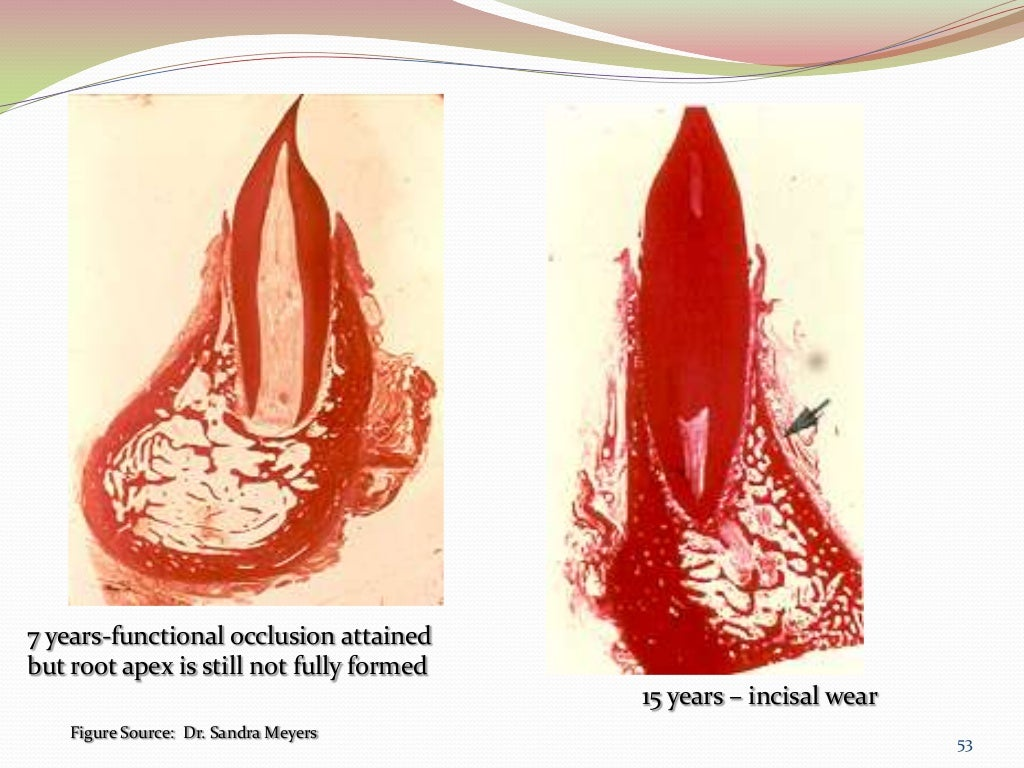 7 years-functional occlusion attained
but root apex is still not fully formed
15 years – incisal wear
Figure Source: Dr. Sandra Meyers
53